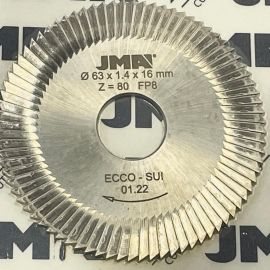 JMA
Ø 63 x 1.4 x 16 mm
Z = 80 FP8
ECCO - SUI
01.22